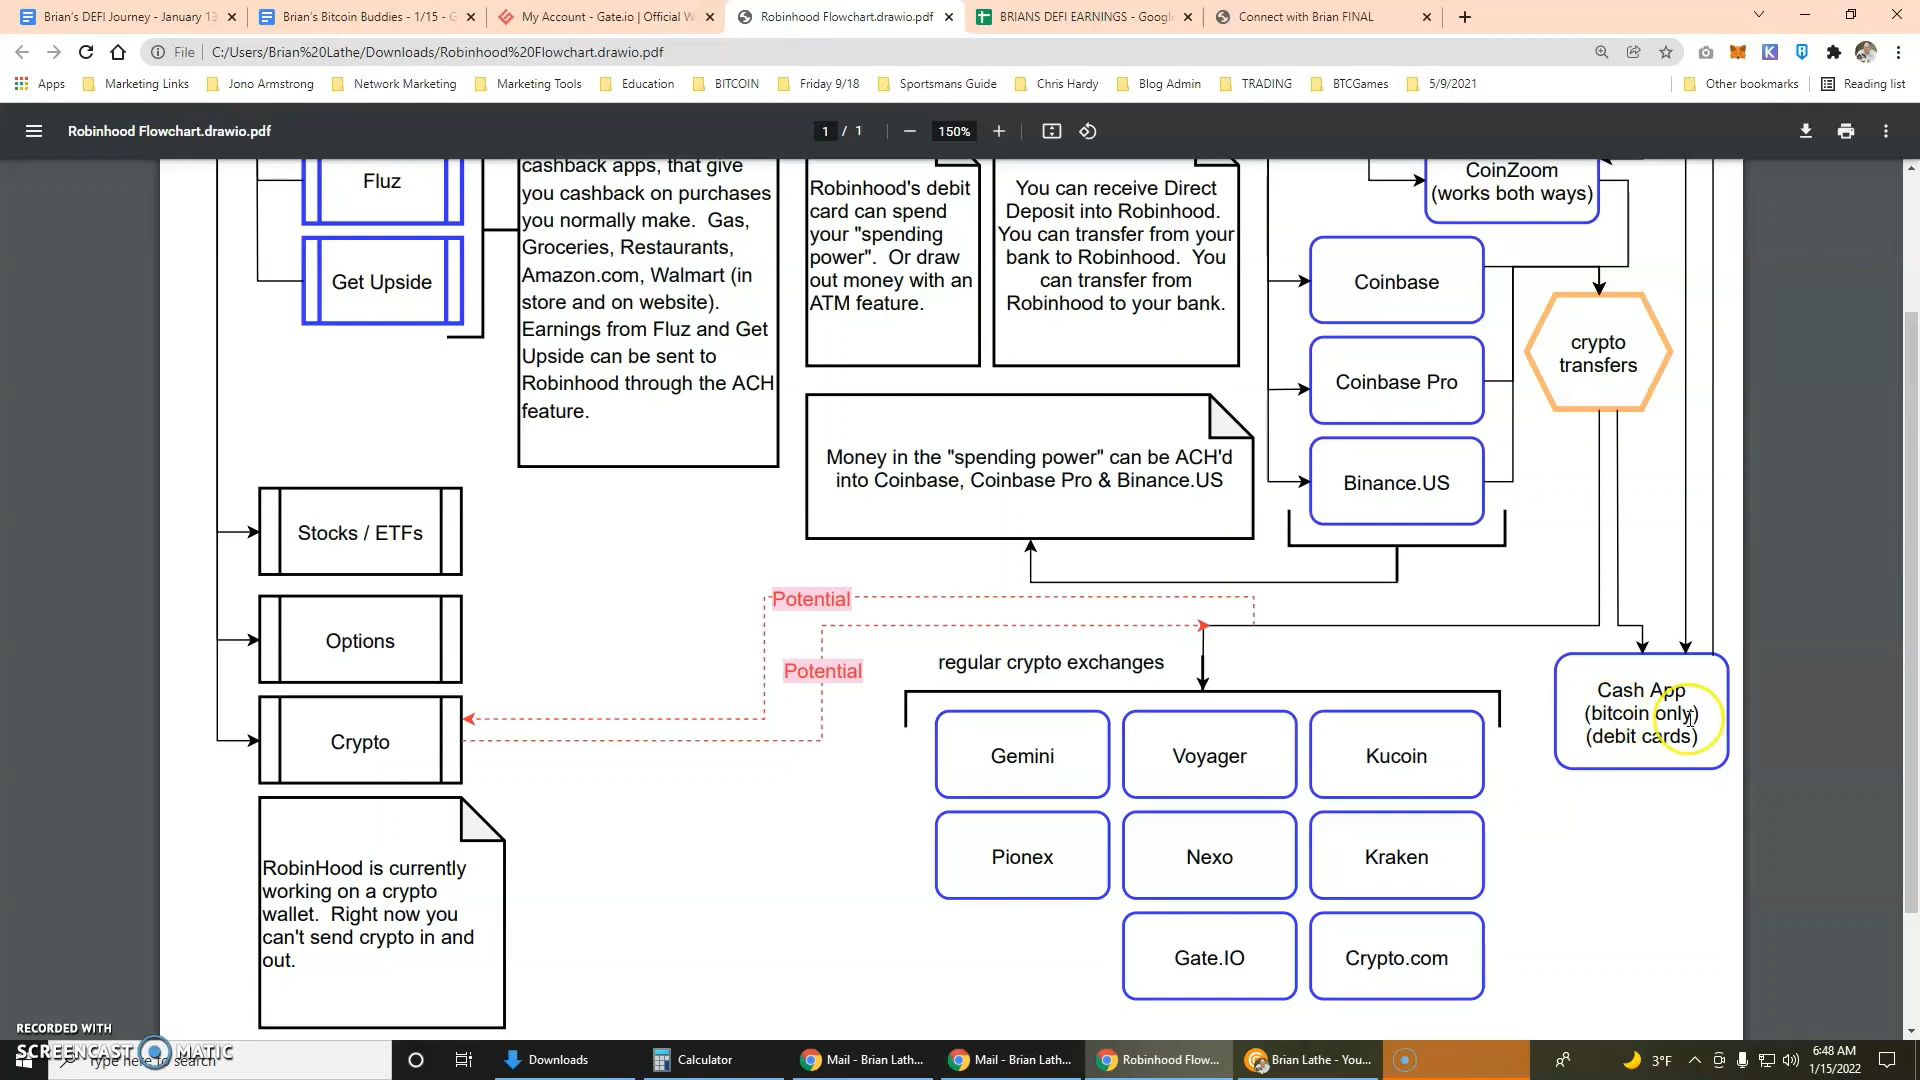 Brian's DEFI Journey - January 13
Brian's Bitcoin Buddies - 1/15 - G
My Account - Gate.io | Official W
Robinhood Flowchart.drawio.pdf
BRIANS DEFI EARNINGS - Google
Connect with Brian FINAL
File
C:/Users/Brian%20Lathe/Downloads/Robinhood%20Flowchart.drawio.pdf
Apps
Marketing Links
Jono Armstrong
Network Marketing
Marketing Tools
Education
BITCOIN
Friday 9/18
Sportsmans Guide
Chris Hardy
Blog Admin
TRADING
BTCGames
5/9/2021
Other bookmarks
Reading list
Robinhood Flowchart.drawio.pdf
1 / 1
150%
Fluz
Get Upside
cashback apps, that give
you cashback on purchases
you normally make. Gas,
Groceries, Restaurants,
Amazon.com, Walmart (in
store and on website).
Earnings from Fluz and Get
Upside can be sent to
Robinhood through the ACH
feature.
Robinhood's debit
card can spend
your "spending
power". Or draw
out money with an
ATM feature.
You can receive Direct
Deposit into Robinhood.
You can transfer from your
bank to Robinhood. You
can transfer from
Robinhood to your bank.
CoinZoom
(works both ways)
Coinbase
Coinbase Pro
Binance.US
crypto
transfers
Money in the "spending power" can be ACH'd
into Coinbase, Coinbase Pro & Binance.US
Stocks / ETFs
Options
Crypto
Potential
Potential
regular crypto exchanges
Gemini
Voyager
Kucoin
Pionex
Nexo
Kraken
Gate.IO
Crypto.com
Cash App
(bitcoin only)
(debit cards)
RobinHood is currently
working on a crypto
wallet. Right now you
can't send crypto in and
out.
RECORDED WITH
SCREENCAST MATIC
Type here to search
Downloads
Calculator
Mail - Brian Lath...
Mail - Brian Lath...
Robinhood Flow...
Brian Lathe - You...
3°F
6:48 AM
1/15/2022